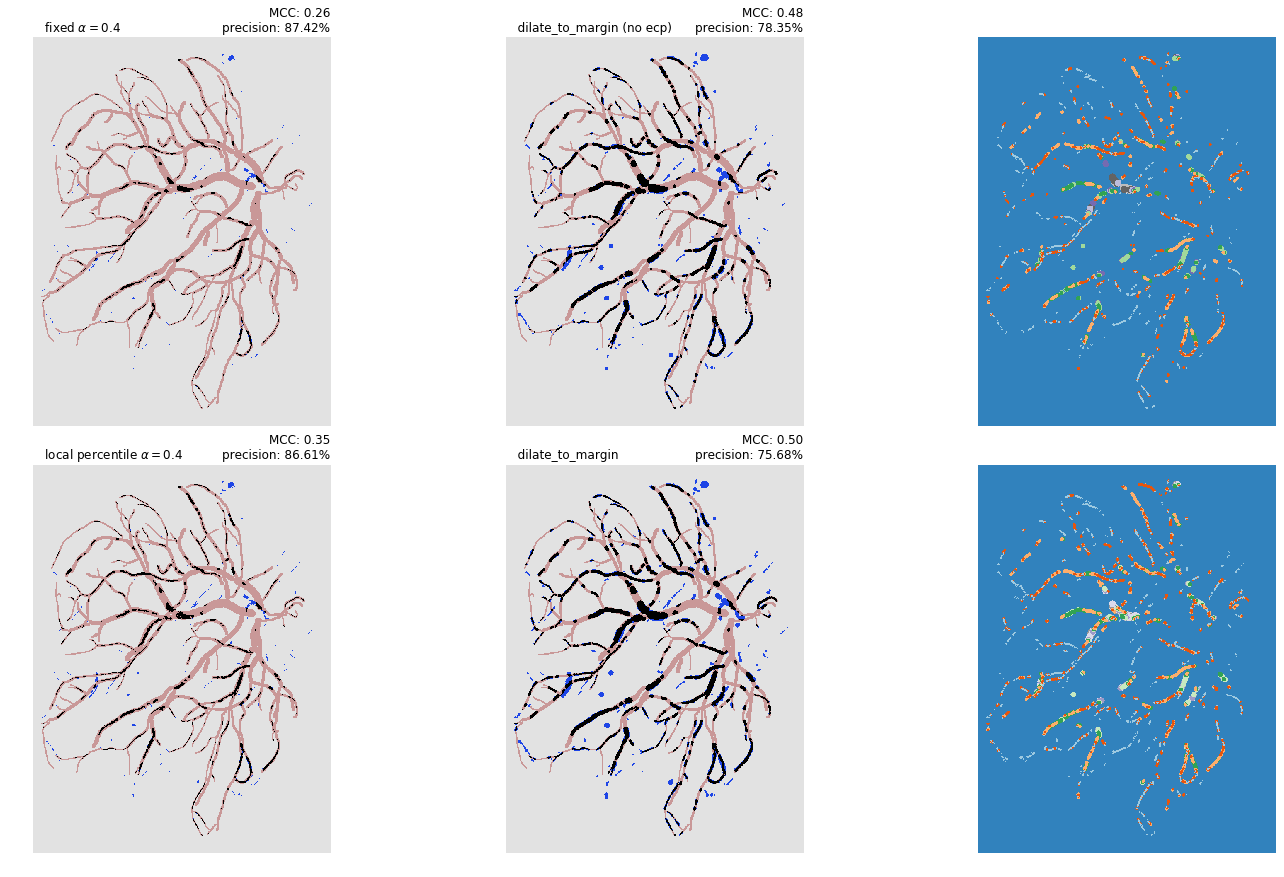 MCC: 0.26
fixed α = 0.4 precision: 87.42%
MCC: 0.48
dilate_to_margin (no ecp) precision: 78.35%
MCC: 0.35
local percentile α = 0.4 precision: 86.61%
MCC: 0.50
dilate_to_margin precision: 75.68%